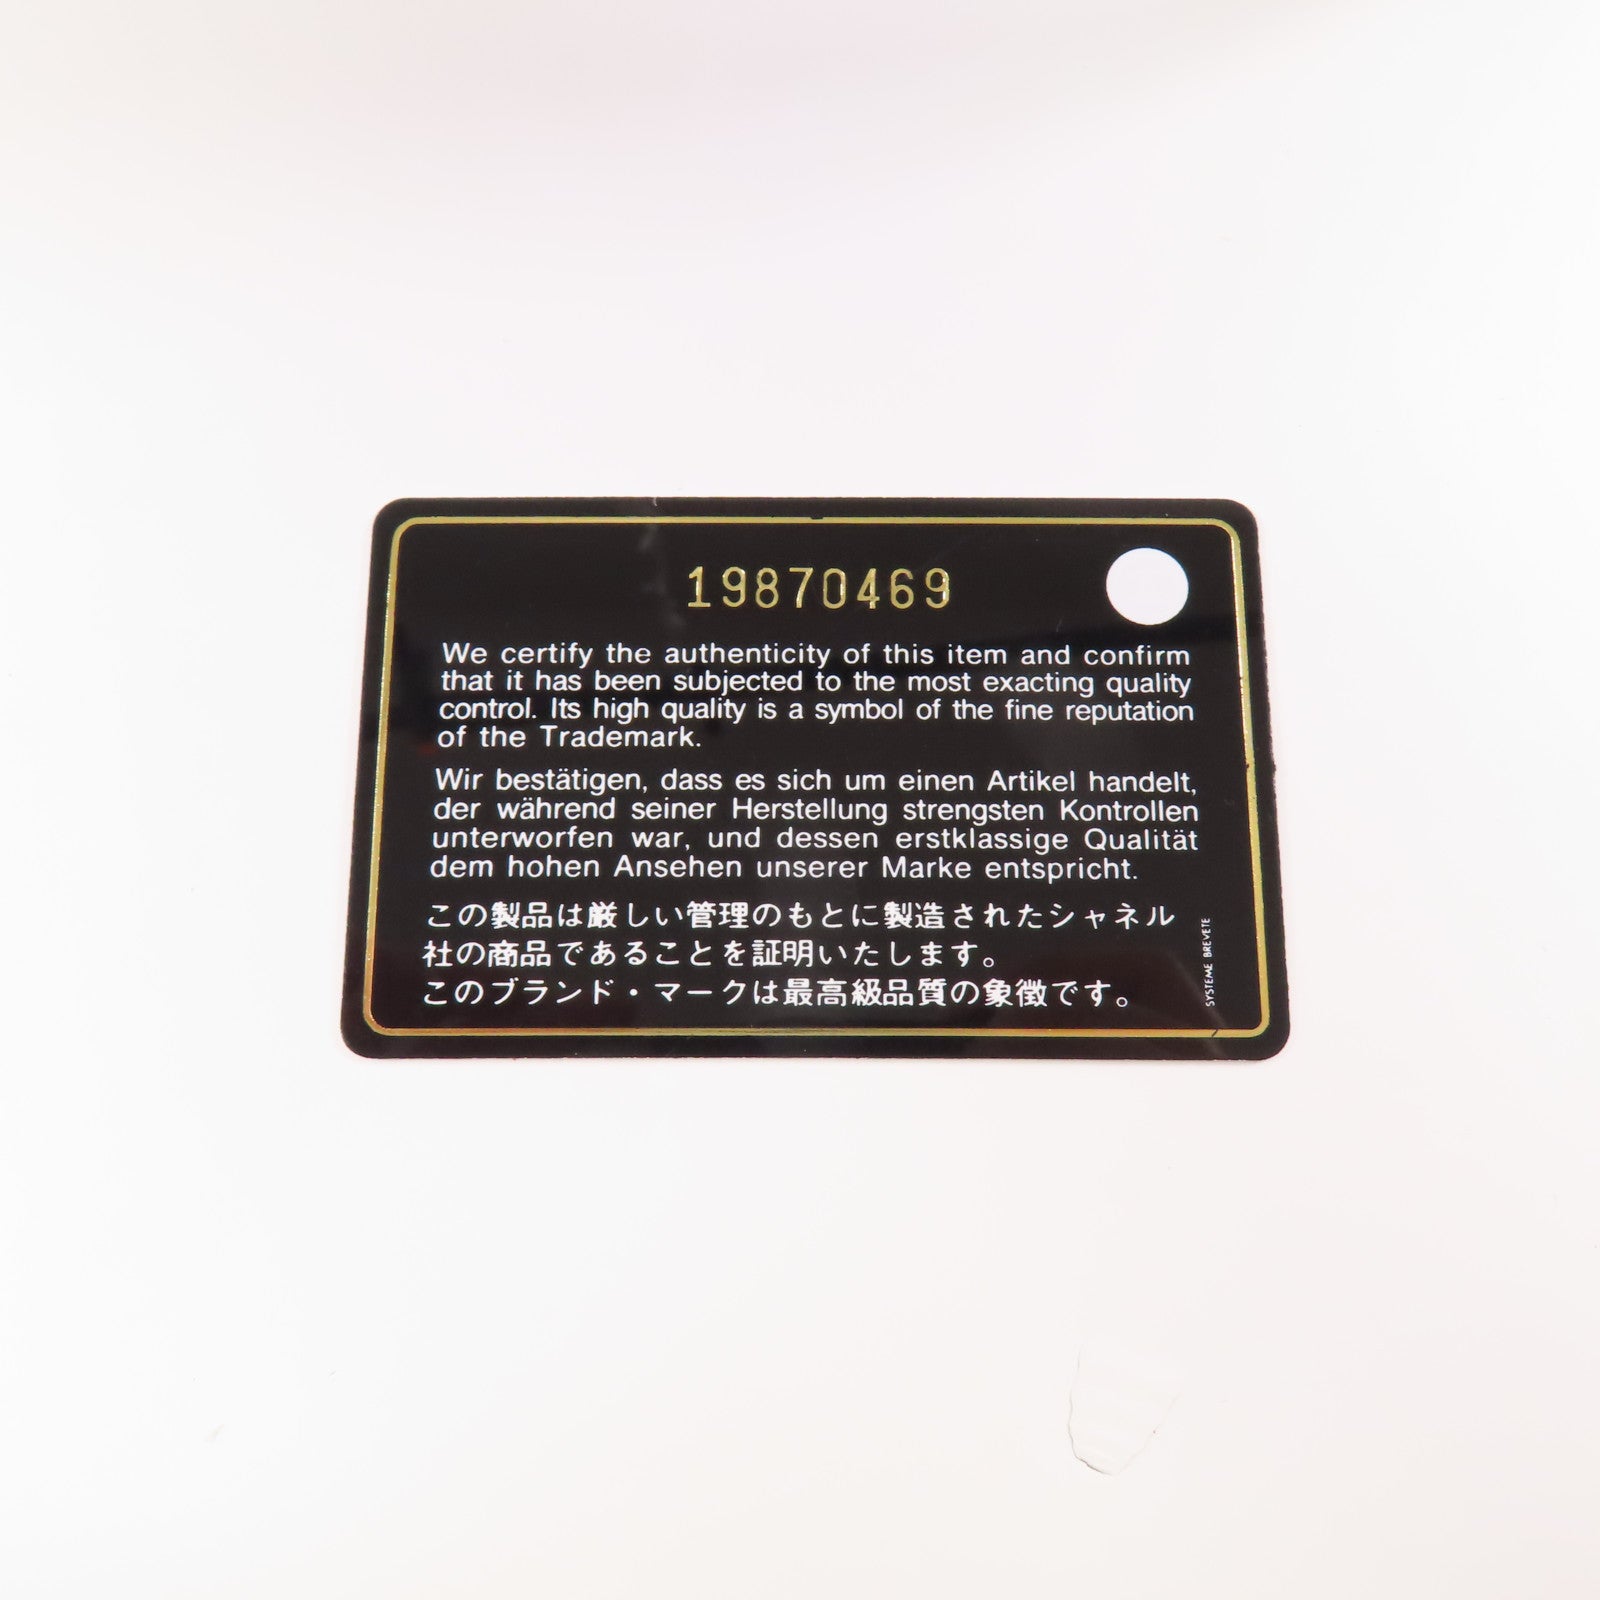 19870469
We certify the authenticity of this item and confirm
that it has been subjected to the most exacting quality
control. Its high quality is a symbol of the fine reputation
of the Trademark.
Wir bestätigen, dass es sich um einen Artikel handelt,
der während seiner Herstellung strengsten Kontrollen
unterworfen war, und dessen erstklassige Qualität
dem hohen Ansehen unserer Marke entspricht.
この製品は厳しい管理のもとに製造されたシャネル
社の商品であることを証明いたします。
このブランド・マークは最高級品質の象徴です。
SYSTEME BREVETE